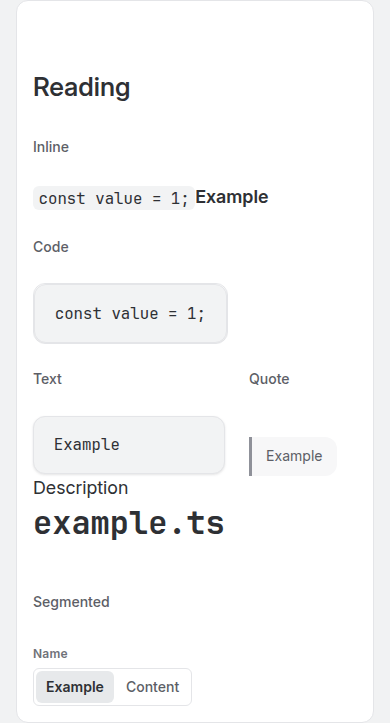 Reading
Inline
const value = 1;Example
Code
const value = 1;
Text
Quote
Example
Example
Description
example.ts
Segmented
Name
Example Content